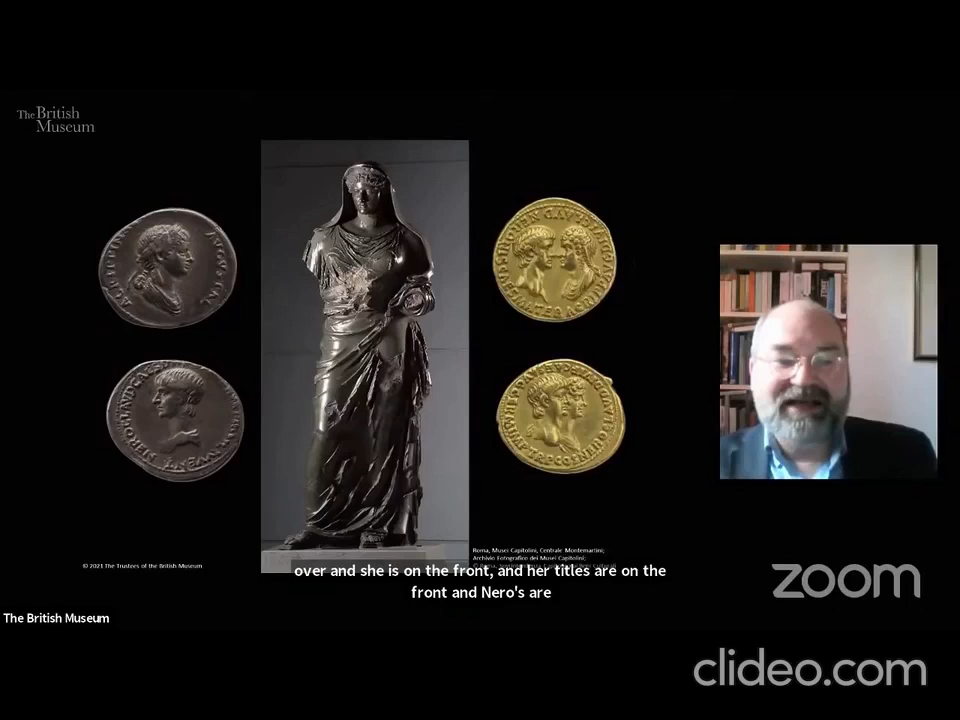 The British
Museum
© 2021 The Trustees of the British Museum
Roma, Musei Capitolini, Centrale Montemartini;
Archivio Fotografico dei Musei Capitolini;
over and she is on the front, and her titles are on the
front and Nero's are
The British Museum
zoom
clideo.com